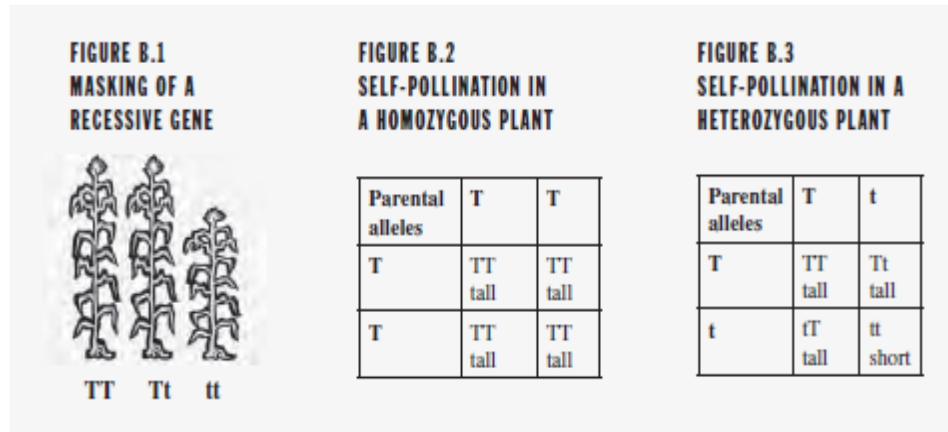 FIGURE B.1
MASKING OF A
RECESSIVE GENE
TT Tt tt
FIGURE B.2
SELF-POLLINATION IN
A HOMOZYGOUS PLANT
Parental alleles T T
T TT tall TT tall
T TT tall TT tall
FIGURE B.3
SELF-POLLINATION IN A
HETEROZYGOUS PLANT
Parental alleles T t
T TT tall Tt tall
t tT tall tt short